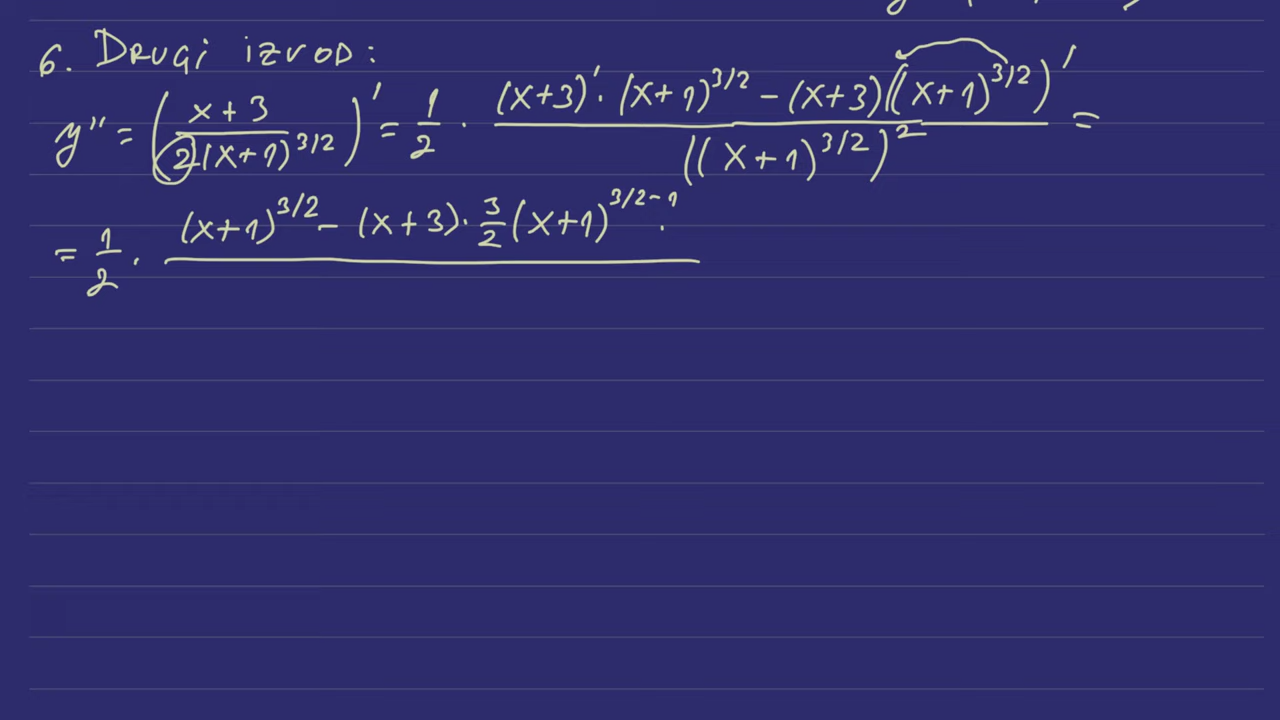 6. Drugi izvod:
y'' = ( x+3 / 2(x+1)^3/2 )' = 1/2 · (x+3)' · (x+1)^3/2 − (x+3)((x+1)^3/2)' / ((x+1)^3/2)^2 =
= 1/2 · (x+1)^3/2 − (x+3) · 3/2 (x+1)^3/2−1 ·